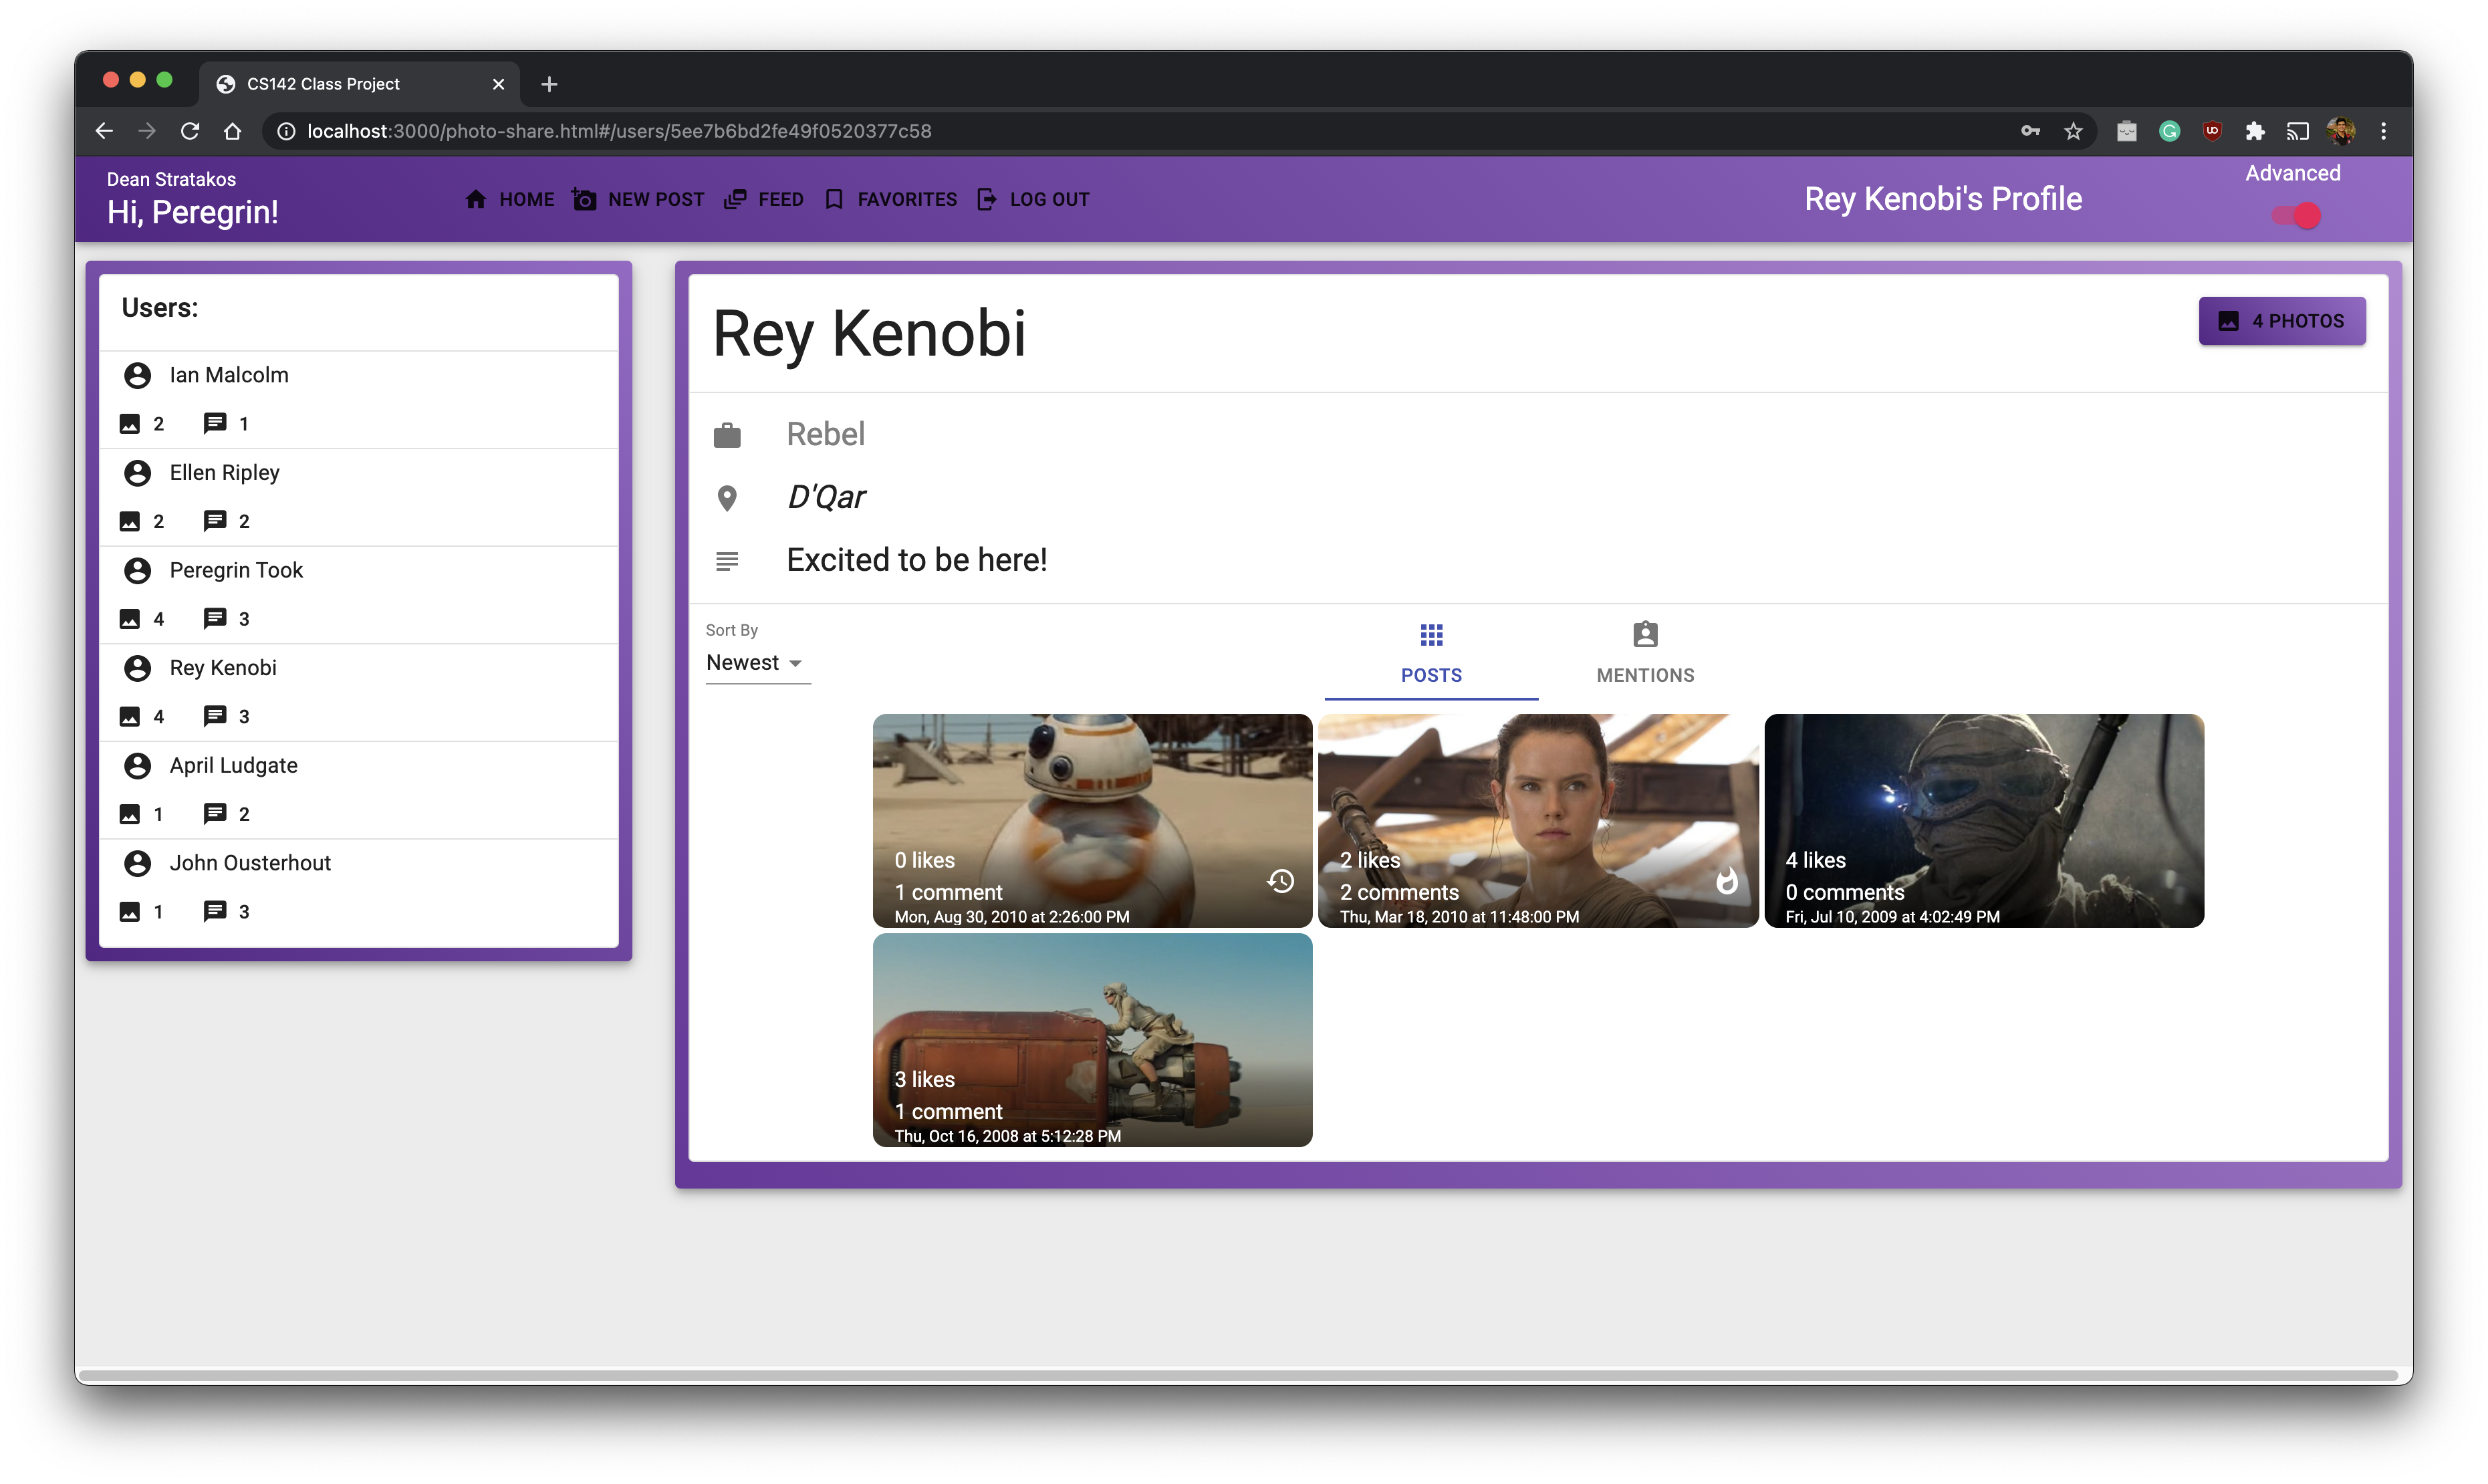 CS142 Class Project
localhost:3000/photo-share.html#/users/5ee7b6bd2fe49f0520377c58
Dean Stratakos
Hi, Peregrin!
HOME NEW POST FEED FAVORITES LOG OUT
Rey Kenobi's Profile
Advanced
Users:
Ian Malcolm
2 1
Ellen Ripley
2 2
Peregrin Took
4 3
Rey Kenobi
4 3
April Ludgate
1 2
John Ousterhout
1 3
Rey Kenobi
4 PHOTOS
Rebel
D'Qar
Excited to be here!
Sort By
Newest
POSTS
MENTIONS
0 likes
1 comment
Mon, Aug 30, 2010 at 2:26:00 PM
2 likes
2 comments
Thu, Mar 18, 2010 at 11:48:00 PM
4 likes
0 comments
Fri, Jul 10, 2009 at 4:02:49 PM
3 likes
1 comment
Thu, Oct 16, 2008 at 5:12:28 PM